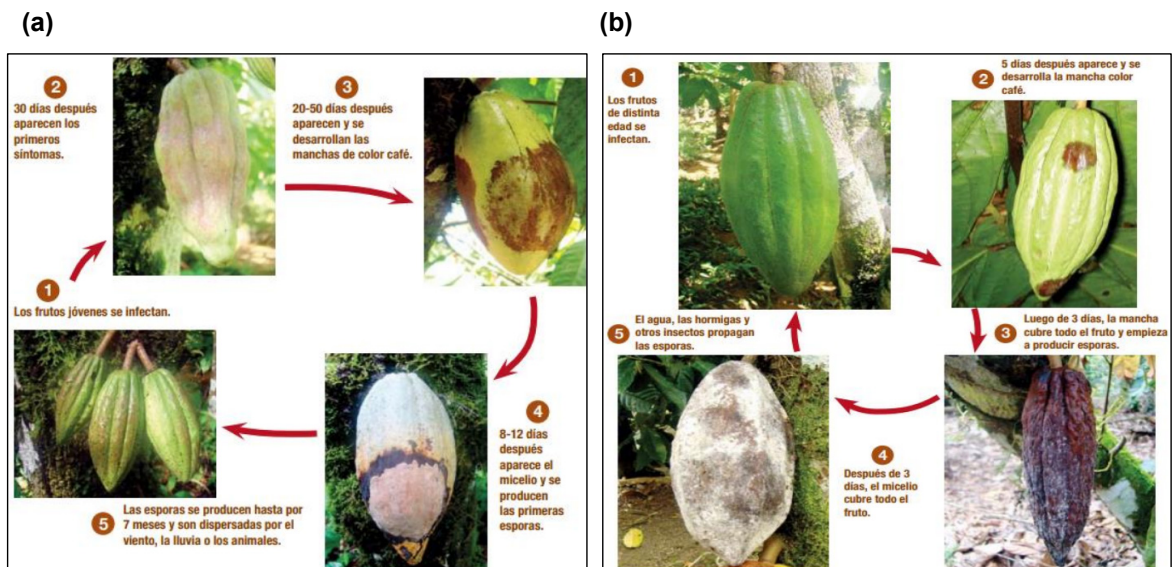 (a)
2
30 días después
aparecen los
primeros
síntomas.
3
20-50 días después
aparecen y se
desarrollan las
manchas de color café.
1
Los frutos jóvenes se infectan.
4
8-12 días
después
aparece el
micelio y se
producen
las primeras
esporas.
5
Las esporas se producen hasta por
7 meses y son dispersadas por el
viento, la lluvia o los animales.
(b)
1
Los frutos
de distinta
edad se
infectan.
2
5 días después aparece y se
desarrolla la mancha color
café.
3
Luego de 3 días, la mancha
cubre todo el fruto y empieza
a producir esporas.
4
Después de 3
días, el micelio
cubre todo el
fruto.
5
El agua, las hormigas y
otros insectos propagan
las esporas.